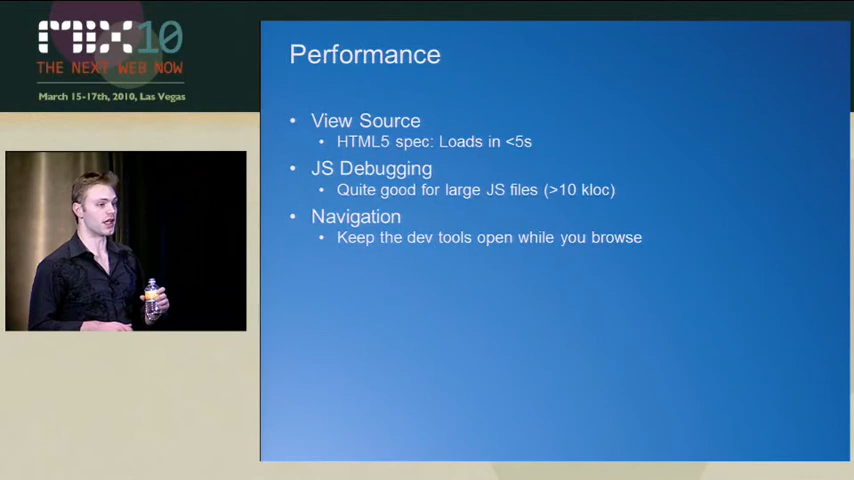 mix10
THE NEXT WEB NOW
March 15-17th, 2010, Las Vegas
Performance
• View Source
• HTML5 spec: Loads in <5s
• JS Debugging
• Quite good for large JS files (>10 kloc)
• Navigation
• Keep the dev tools open while you browse